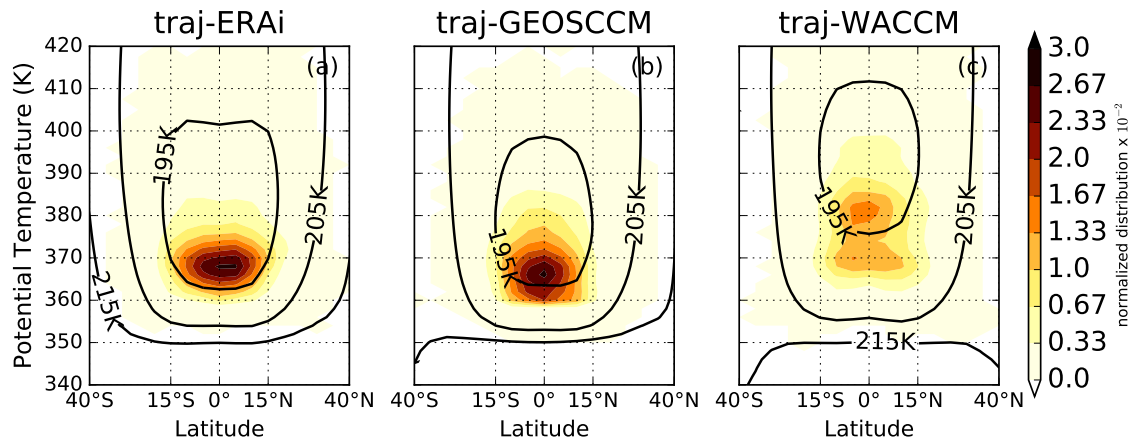 traj-ERAi
traj-GEOSCCM
traj-WACCM
Potential Temperature (K)
420
410
400
390
380
370
360
350
340
(a)
195K
205K
215K
40°S
15°S
0°
15°N
40°N
Latitude
(b)
195K
205K
40°S
15°S
0°
15°N
40°N
Latitude
(c)
195K
205K
215K
40°S
15°S
0°
15°N
40°N
Latitude
3.0
2.67
2.33
2.0
1.67
1.33
1.0
0.67
0.33
0.0
normalized distribution x 10⁻²